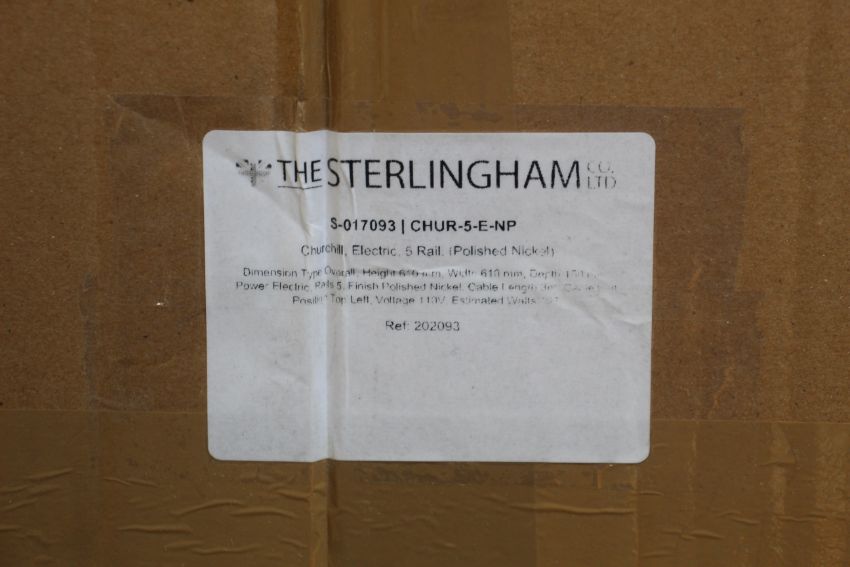 THE STERLINGHAM CO. LTD
S-017093 | CHUR-5-E-NP
Churchill, Electric, 5 Rail, (Polished Nickel)
Dimension Type Overall, Height mm, Width 610 mm, Depth
Power Electric, Rails 5, Finish Polished Nickel, Cable Length
Top Left, Voltage 110V, Estimated Watts
Ref: 202093